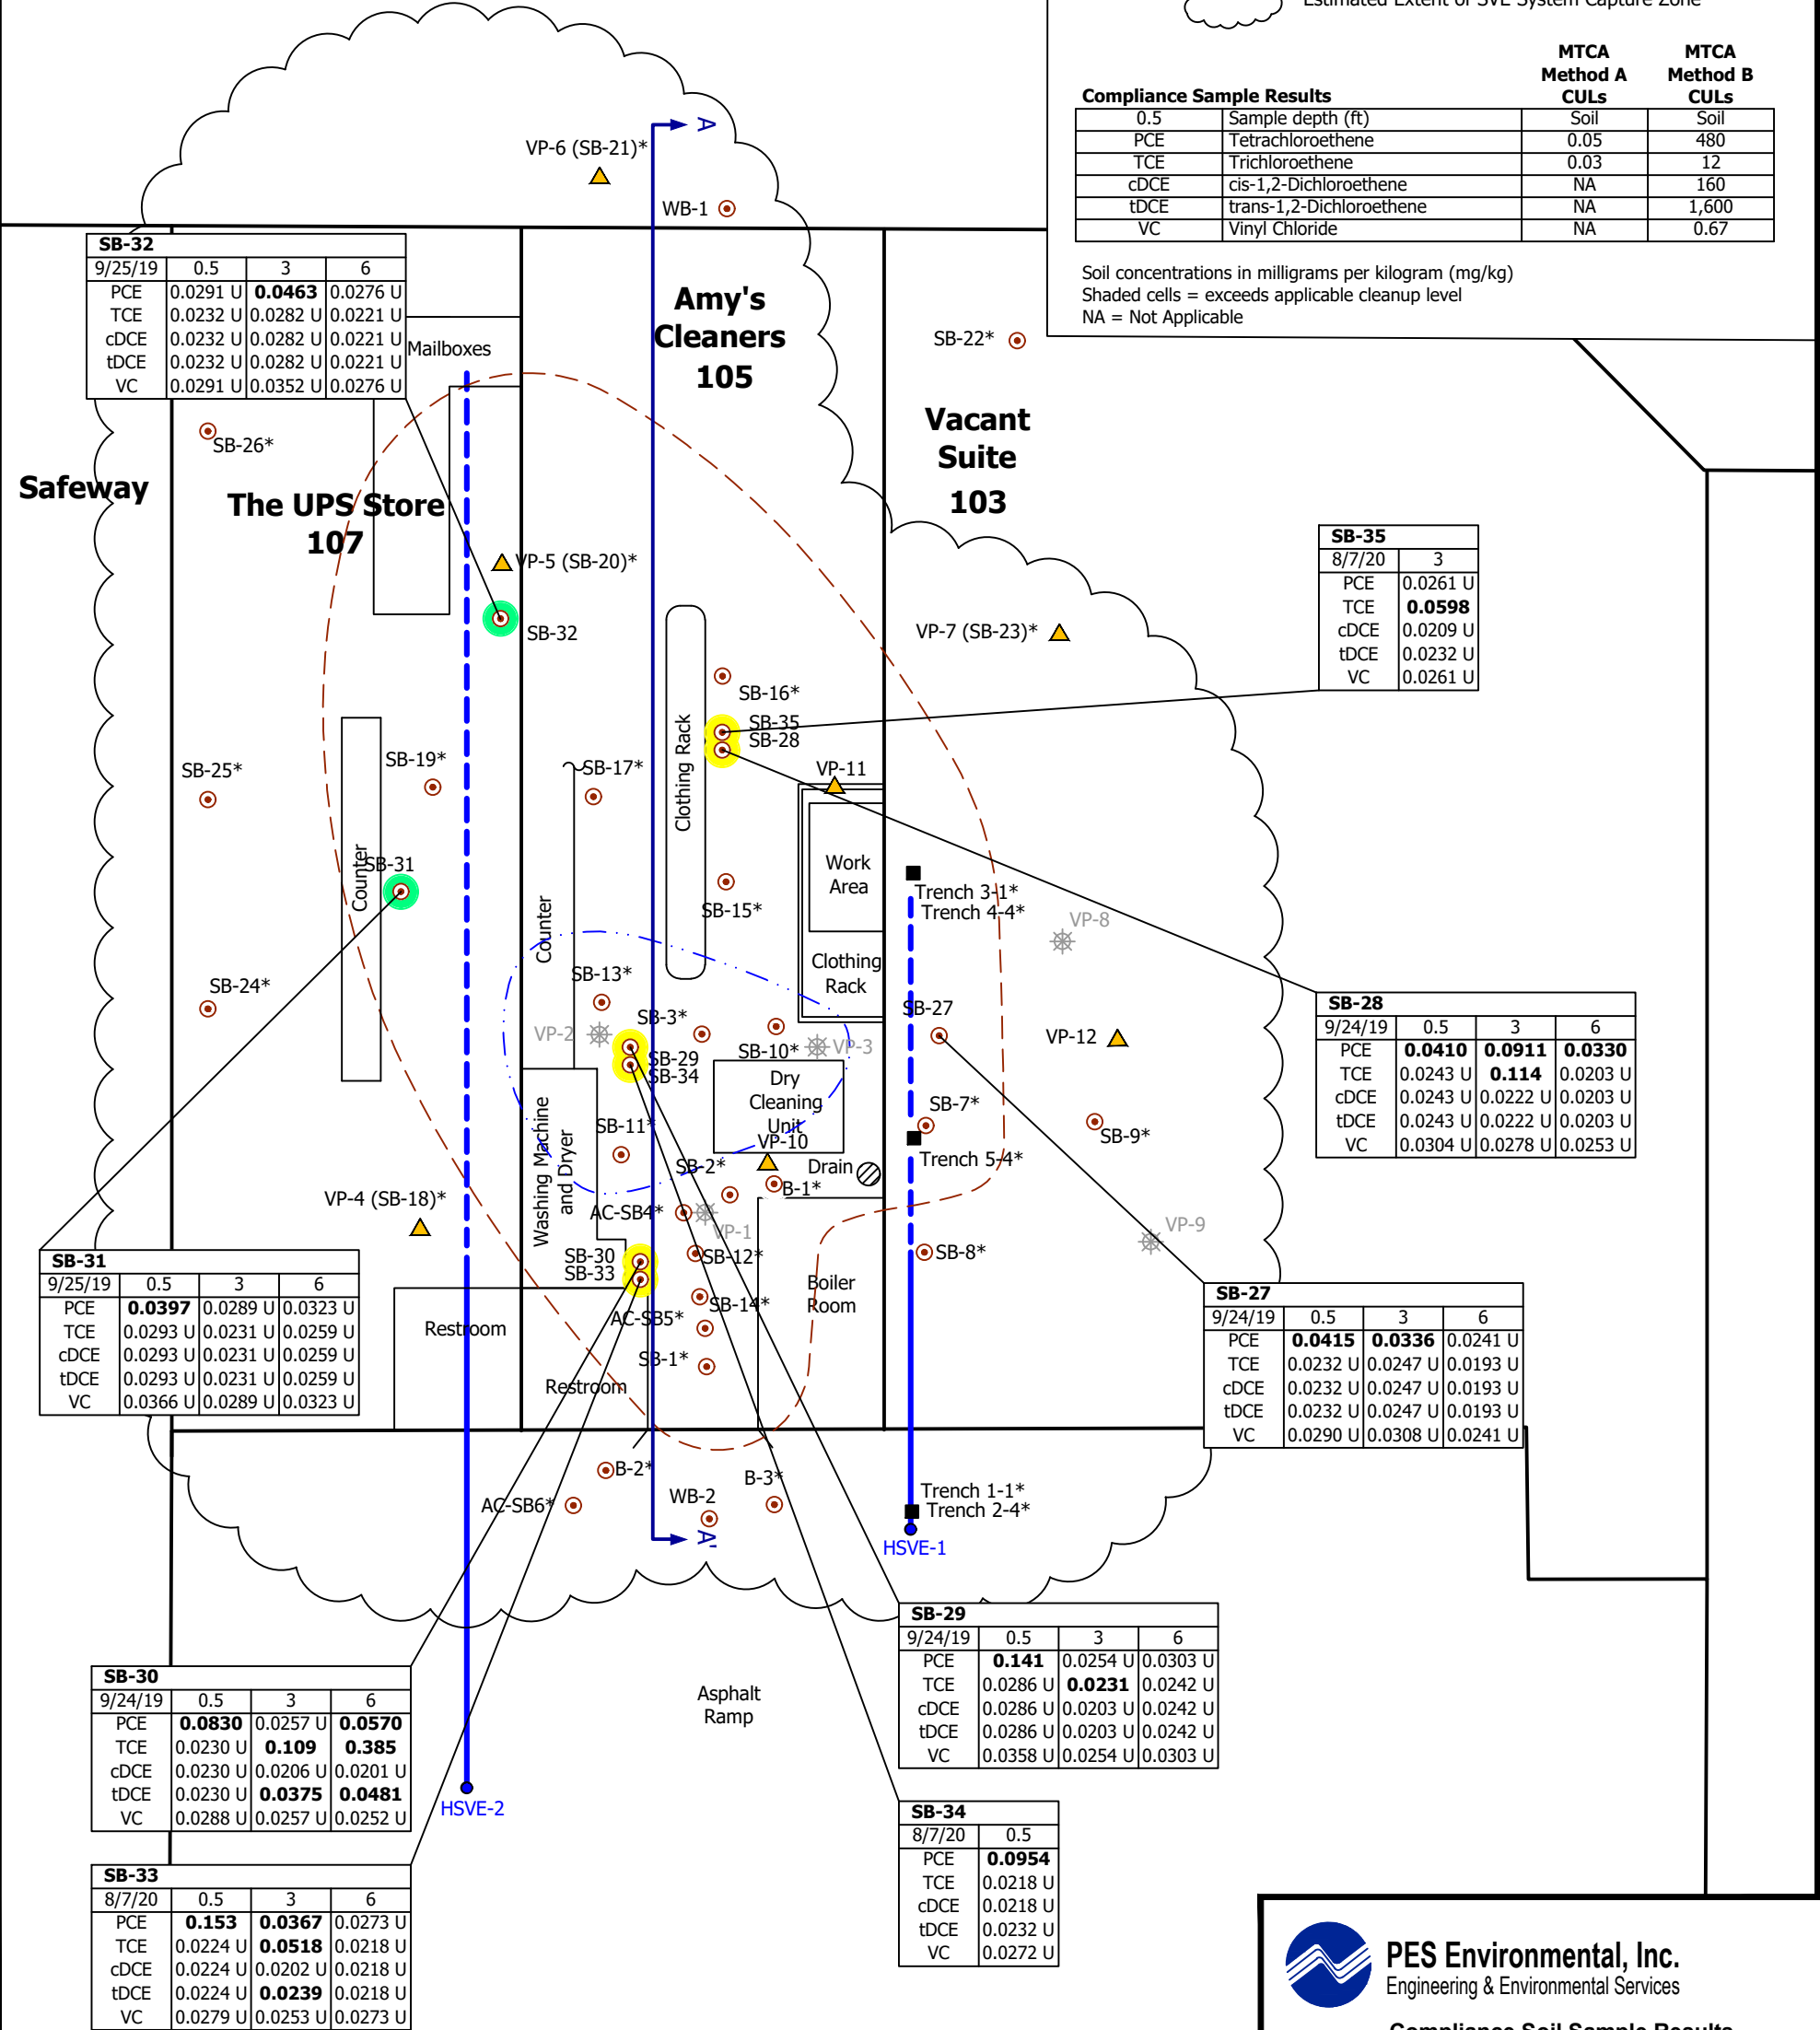 Estimated Extent of SVE System Capture Zone
MTCA Method A CULs
MTCA Method B CULs
Compliance Sample Results
0.5 Sample depth (ft) Soil Soil
PCE Tetrachloroethene 0.05 480
TCE Trichloroethene 0.03 12
cDCE cis-1,2-Dichloroethene NA 160
tDCE trans-1,2-Dichloroethene NA 1,600
VC Vinyl Chloride NA 0.67
Soil concentrations in milligrams per kilogram (mg/kg)
Shaded cells = exceeds applicable cleanup level
NA = Not Applicable
VP-6 (SB-21)*
A
WB-1
SB-32
9/25/19 0.5 3 6
PCE 0.0291 U 0.0463 0.0276 U
TCE 0.0232 U 0.0282 U 0.0221 U
cDCE 0.0232 U 0.0282 U 0.0221 U
tDCE 0.0232 U 0.0282 U 0.0221 U
VC 0.0291 U 0.0352 U 0.0276 U
Mailboxes
Amy's
Cleaners
105
SB-22*
Vacant
Suite
103
SB-26*
Safeway
The UPS Store
107
VP-5 (SB-20)*
SB-32
VP-7 (SB-23)*
SB-35
8/7/20 3
PCE 0.0261 U
TCE 0.0598
cDCE 0.0209 U
tDCE 0.0232 U
VC 0.0261 U
SB-16*
SB-35
SB-28
Clothing Rack
SB-25*
SB-19*
SB-17*
VP-11
Counter
SB-31
Work
Area
SB-15*
Trench 3-1*
Trench 4-4*
VP-8
Counter
Clothing
Rack
SB-24*
SB-13*
SB-3*
VP-2
SB-29
SB-34
SB-10*
VP-3
SB-27
VP-12
SB-28
9/24/19 0.5 3 6
PCE 0.0410 0.0911 0.0330
TCE 0.0243 U 0.114 0.0203 U
cDCE 0.0243 U 0.0222 U 0.0203 U
tDCE 0.0243 U 0.0222 U 0.0203 U
VC 0.0304 U 0.0278 U 0.0253 U
Dry
Cleaning
Unit
SB-7*
SB-9*
SB-11*
VP-10
Trench 5-4*
Washing Machine
and Dryer
SB-2*
Drain
B-1*
VP-4 (SB-18)*
AC-SB4*
VP-1
VP-9
SB-30
SB-33
SB-12*
SB-8*
SB-31
9/25/19 0.5 3 6
PCE 0.0397 0.0289 U 0.0323 U
TCE 0.0293 U 0.0231 U 0.0259 U
cDCE 0.0293 U 0.0231 U 0.0259 U
tDCE 0.0293 U 0.0231 U 0.0259 U
VC 0.0366 U 0.0289 U 0.0323 U
Boiler
Room
SB-14*
AC-SB5*
Restroom
SB-1*
Restroom
SB-27
9/24/19 0.5 3 6
PCE 0.0415 0.0336 0.0241 U
TCE 0.0232 U 0.0247 U 0.0193 U
cDCE 0.0232 U 0.0247 U 0.0193 U
tDCE 0.0232 U 0.0247 U 0.0193 U
VC 0.0290 U 0.0308 U 0.0241 U
B-2*
B-3*
AC-SB6*
WB-2
Trench 1-1*
Trench 2-4*
A'
HSVE-1
SB-29
9/24/19 0.5 3 6
PCE 0.141 0.0254 U 0.0303 U
TCE 0.0286 U 0.0231 0.0242 U
cDCE 0.0286 U 0.0203 U 0.0242 U
tDCE 0.0286 U 0.0203 U 0.0242 U
VC 0.0358 U 0.0254 U 0.0303 U
SB-30
9/24/19 0.5 3 6
PCE 0.0830 0.0257 U 0.0570
TCE 0.0230 U 0.109 0.385
cDCE 0.0230 U 0.0206 U 0.0201 U
tDCE 0.0230 U 0.0375 0.0481
VC 0.0288 U 0.0257 U 0.0252 U
Asphalt
Ramp
HSVE-2
SB-34
8/7/20 0.5
PCE 0.0954
TCE 0.0218 U
cDCE 0.0218 U
tDCE 0.0232 U
VC 0.0272 U
SB-33
8/7/20 0.5 3 6
PCE 0.153 0.0367 0.0273 U
TCE 0.0224 U 0.0518 0.0218 U
cDCE 0.0224 U 0.0202 U 0.0218 U
tDCE 0.0224 U 0.0239 0.0218 U
VC 0.0279 U 0.0253 U 0.0273 U
PES Environmental, Inc.
Engineering & Environmental Services
Compliance Soil Sample Results